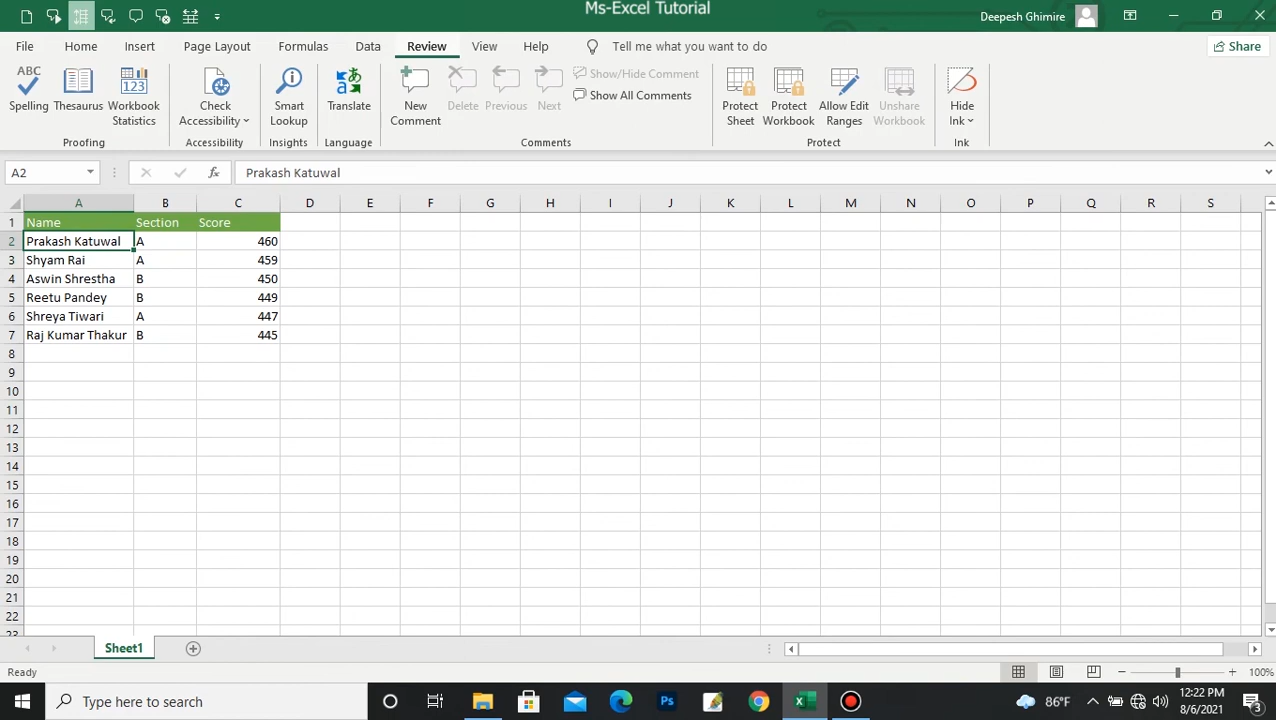 Ms-Excel Tutorial
Deepesh Ghimire
File Home Insert Page Layout Formulas Data Review View Help Tell me what you want to do Share
ABC
Spelling
Thesaurus
123
Workbook Statistics
Check Accessibility
Smart Lookup
Translate
New Comment
Delete
Previous
Next
Show/Hide Comment
Show All Comments
Protect Sheet
Protect Workbook
Allow Edit Ranges
Unshare Workbook
Hide Ink
Proofing Accessibility Insights Language Comments Protect Ink
A2 fx Prakash Katuwal
A B C D E F G H I J K L M N O P Q R S
1 Name Section Score
2 Prakash Katuwal A 460
3 Shyam Rai A 459
4 Aswin Shrestha B 450
5 Reetu Pandey B 449
6 Shreya Tiwari A 447
7 Raj Kumar Thakur B 445
8
9
10
11
12
13
14
15
16
17
18
19
20
21
22
23
Sheet1
Ready 100%
Type here to search
Ps
86°F
12:22 PM
8/6/2021
3